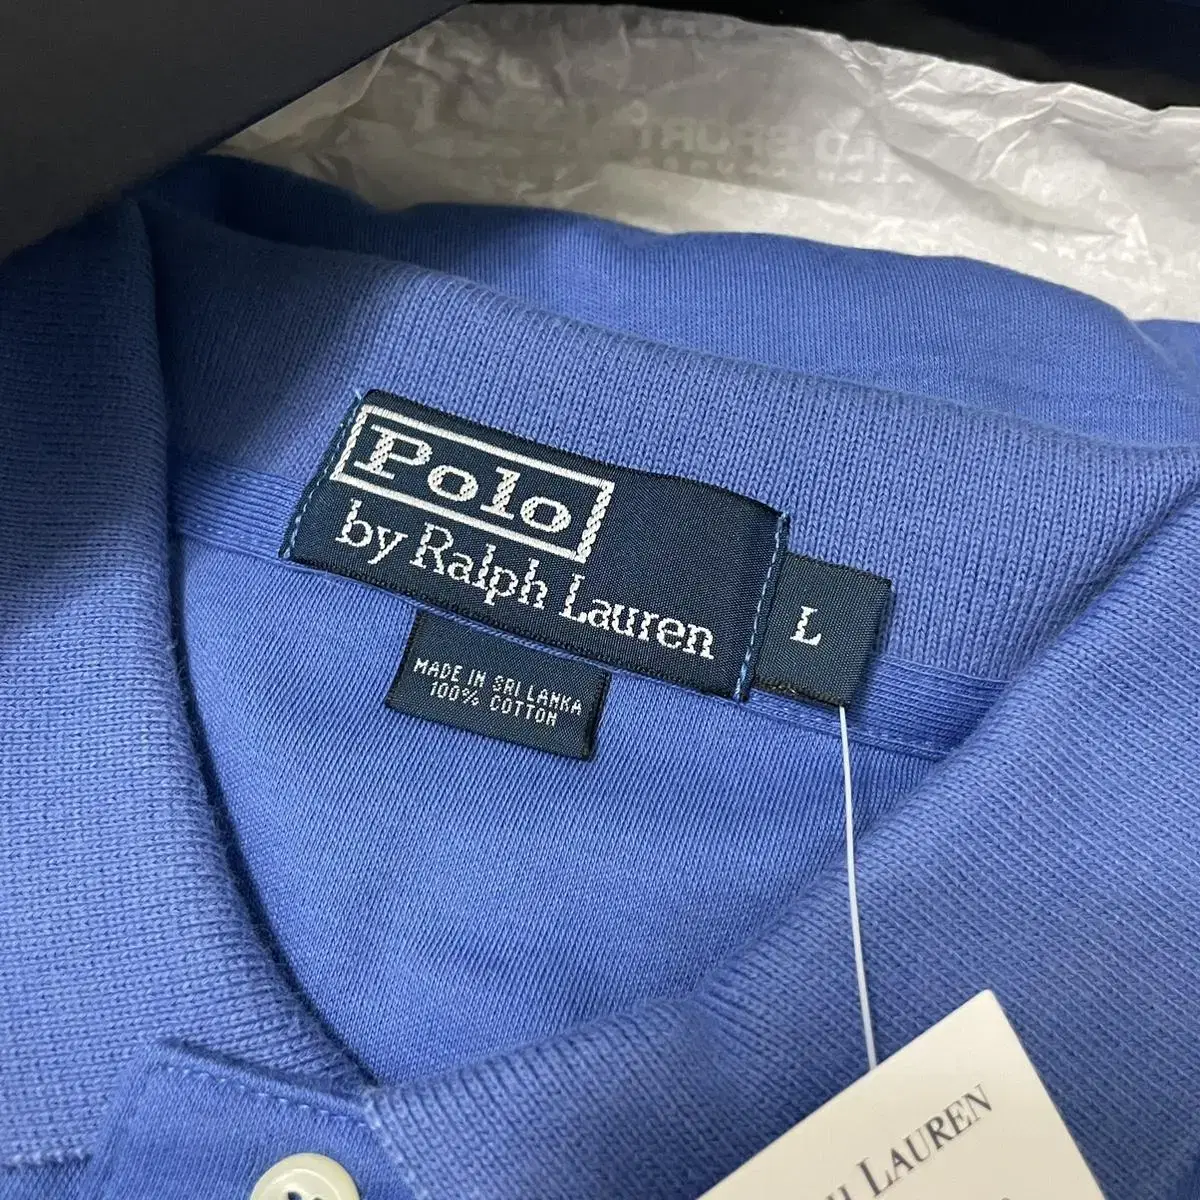 Polo
by Ralph Lauren
L
MADE IN SRI LANKA
100% COTTON
LAUREN